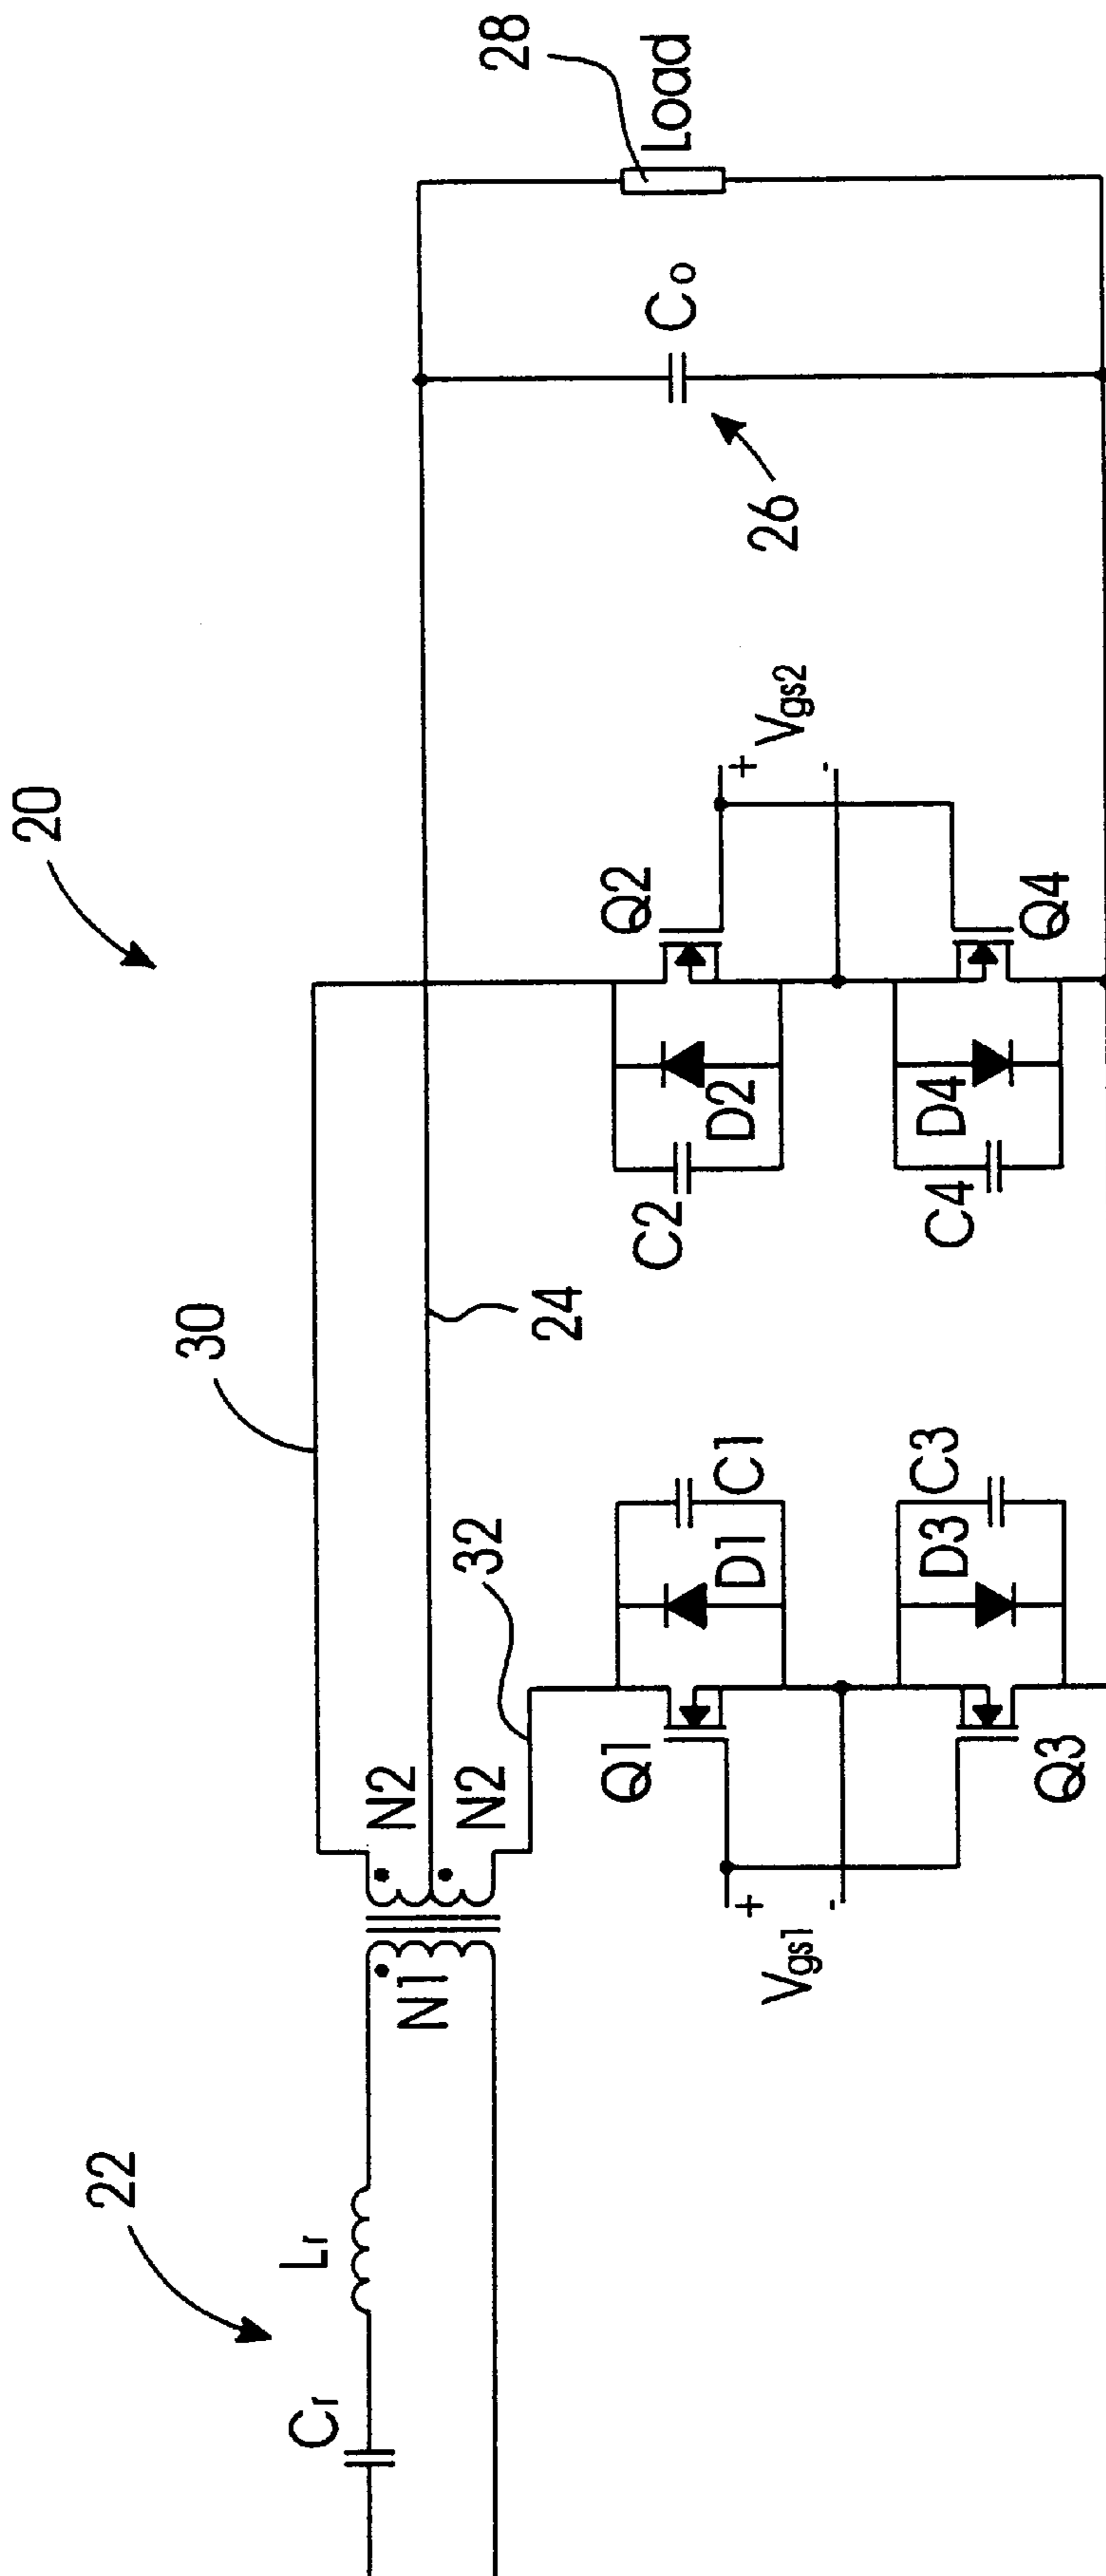 20
22
30
28
Cr
Lr
N1
N2
N2
32
24
Load
Co
26
Q1
D1
C1
C2
D2
Q2
Vgs1
+
-
+
-
Vgs2
Q3
D3
C3
C4
D4
Q4